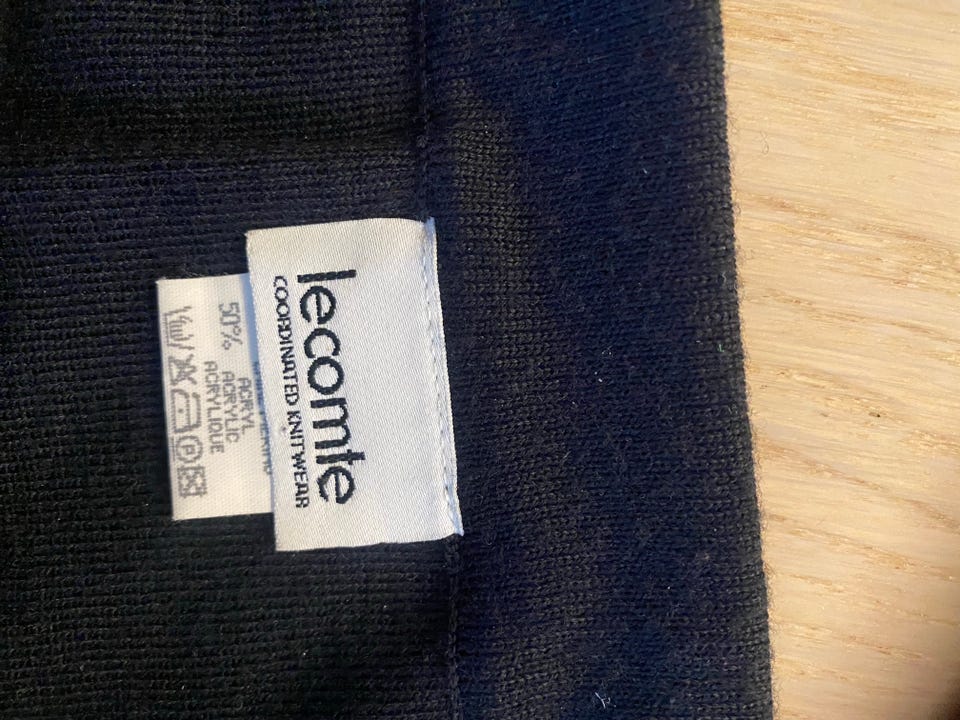 lecomte
COORDINATED KNITWEAR
50%
ACRYL
ACRYLIC
ACRYLIQUE